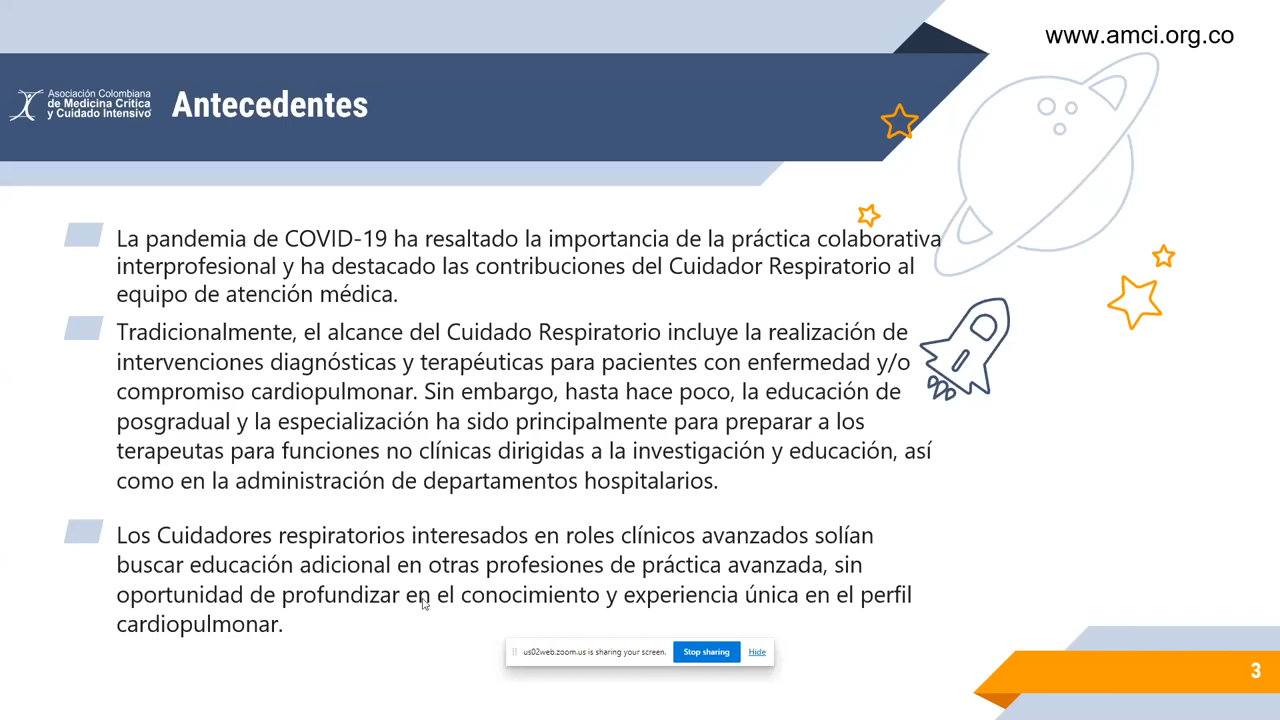 www.amci.org.co
Asociación Colombiana
de Medicina Crítica
y Cuidado Intensivo
Antecedentes
La pandemia de COVID-19 ha resaltado la importancia de la práctica colaborativa
interprofesional y ha destacado las contribuciones del Cuidador Respiratorio al
equipo de atención médica.
Tradicionalmente, el alcance del Cuidado Respiratorio incluye la realización de
intervenciones diagnósticas y terapéuticas para pacientes con enfermedad y/o
compromiso cardiopulmonar. Sin embargo, hasta hace poco, la educación de
posgradual y la especialización ha sido principalmente para preparar a los
terapeutas para funciones no clínicas dirigidas a la investigación y educación, así
como en la administración de departamentos hospitalarios.
Los Cuidadores respiratorios interesados en roles clínicos avanzados solían
buscar educación adicional en otras profesiones de práctica avanzada, sin
oportunidad de profundizar en el conocimiento y experiencia única en el perfil
cardiopulmonar.
us02web.zoom.us is sharing your screen. Stop sharing Hide
3